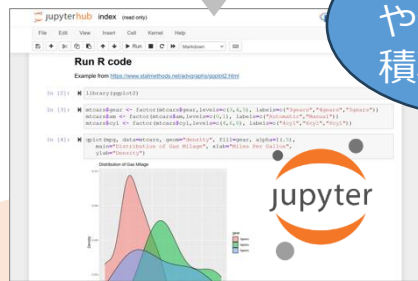 jupyterhub index (read only)
File Edit View Insert Cell Kernel Help
Run Markdown
Run R code
Example from https://www.statmethods.net/advgraphs/ggplot2.html
In [2]: library(ggplot2)
In [3]: mtcars$gear <- factor(mtcars$gear,levels=c(3,4,5), labels=c("3gears","4gears","5gears"))
mtcars$am <- factor(mtcars$am,levels=c(0,1), labels=c("Automatic","Manual"))
mtcars$cyl <- factor(mtcars$cyl,levels=c(4,6,8), labels=c("4cyl","6cyl","8cyl"))
In [4]: qplot(mpg, data=mtcars, geom="density", fill=gear, alpha=I(.5),
main="Distribution of Gas Milage", xlab="Miles Per Gallon",
ylab="Density")
Distribution of Gas Milage
Density
gear
や
積
jupyter